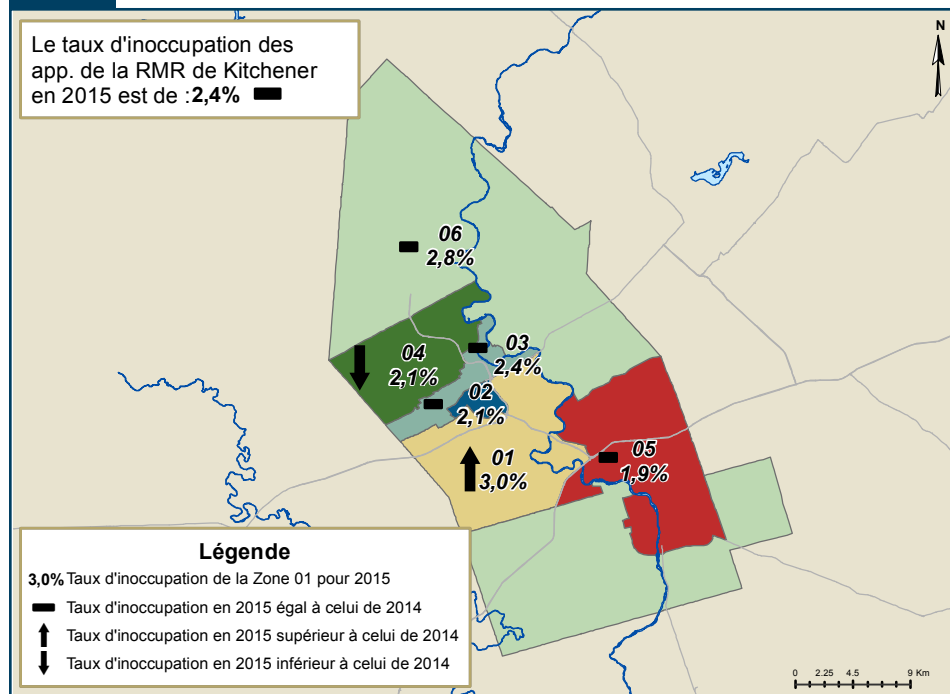 Le taux d'inoccupation des
app. de la RMR de Kitchener
en 2015 est de :2,4%
N
06
2,8%
03
2,4%
04
2,1%
02
2,1%
01
3,0%
05
1,9%
Légende
3,0% Taux d'inoccupation de la Zone 01 pour 2015
Taux d'inoccupation en 2015 égal à celui de 2014
Taux d'inoccupation en 2015 supérieur à celui de 2014
Taux d'inoccupation en 2015 inférieur à celui de 2014
0 2.25 4.5 9 Km